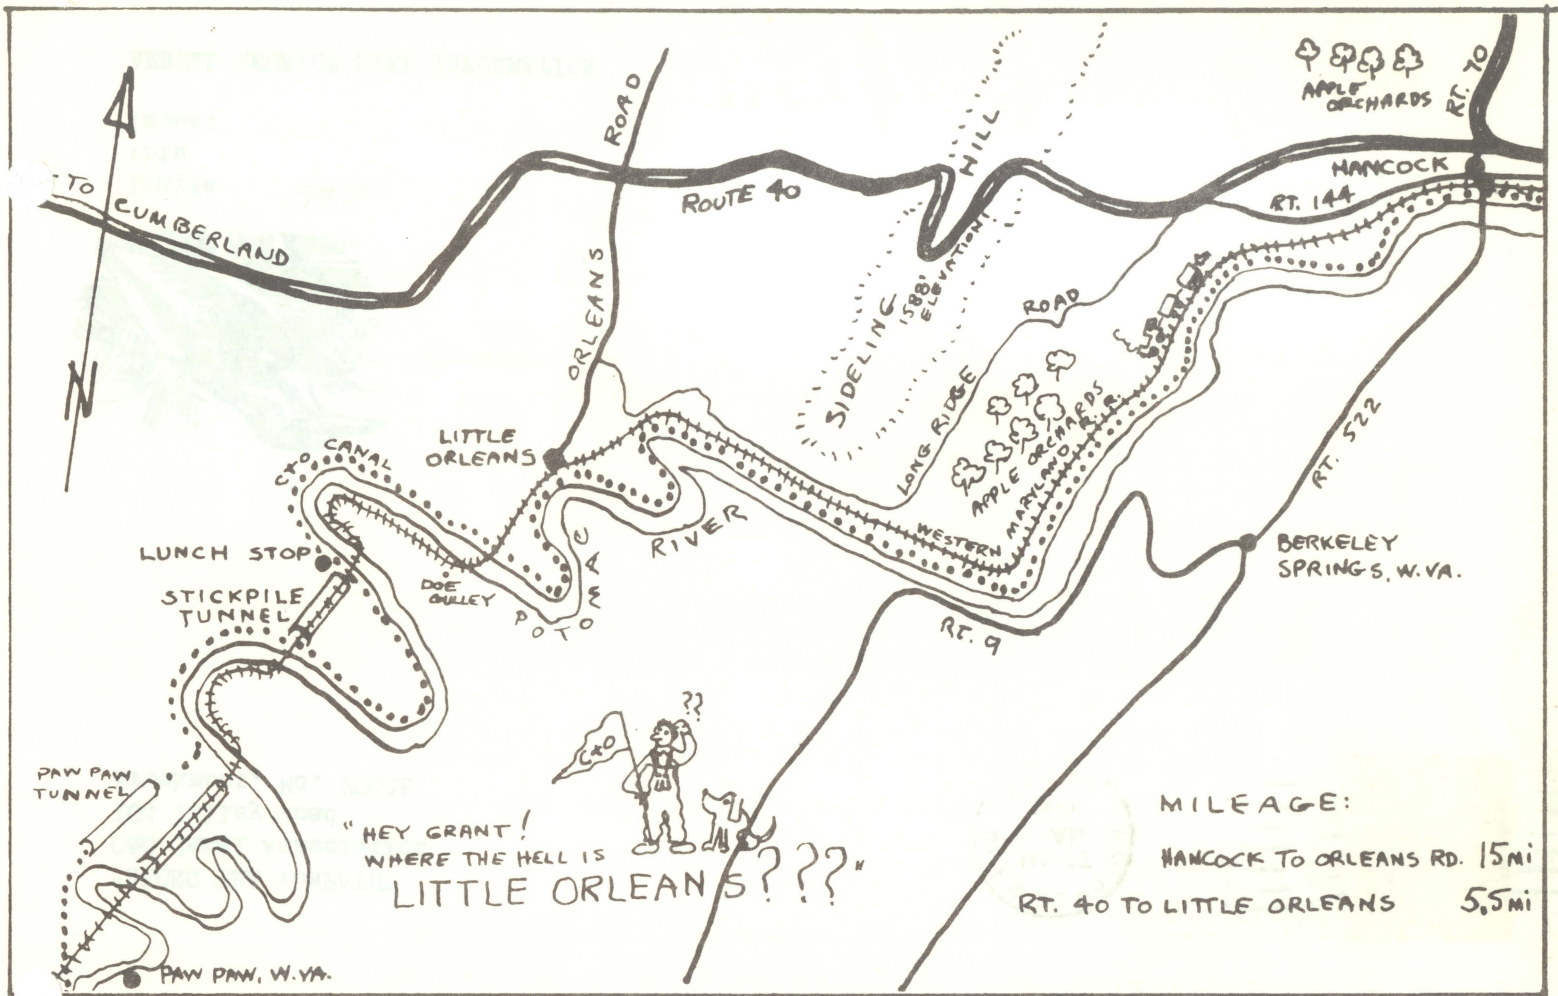 APPLE
ORCHARDS
RT. 70
ROAD
HILL
HANCOCK
TO
CUMBERLAND
ROUTE 40
RT. 144
ORLEANS
1588'
ELEVATION
SIDELING
ROAD
N
LITTLE
ORLEANS
C+O CANAL
LONG RIDGE
APPLE ORCHARDS
WESTERN
MARYLAND R.R.
RT. 522
LUNCH STOP
STICKPILE
TUNNEL
DOE
GULLEY
POTOMAC
RIVER
BERKELEY
SPRINGS, W.VA.
RT. 9
??
C+O
PAW PAW
TUNNEL
"HEY GRANT!
WHERE THE HELL IS
LITTLE ORLEANS???"
MILEAGE:
HANCOCK TO ORLEANS RD. 15MI
RT. 40 TO LITTLE ORLEANS 5.5MI
PAW PAW, W.VA.